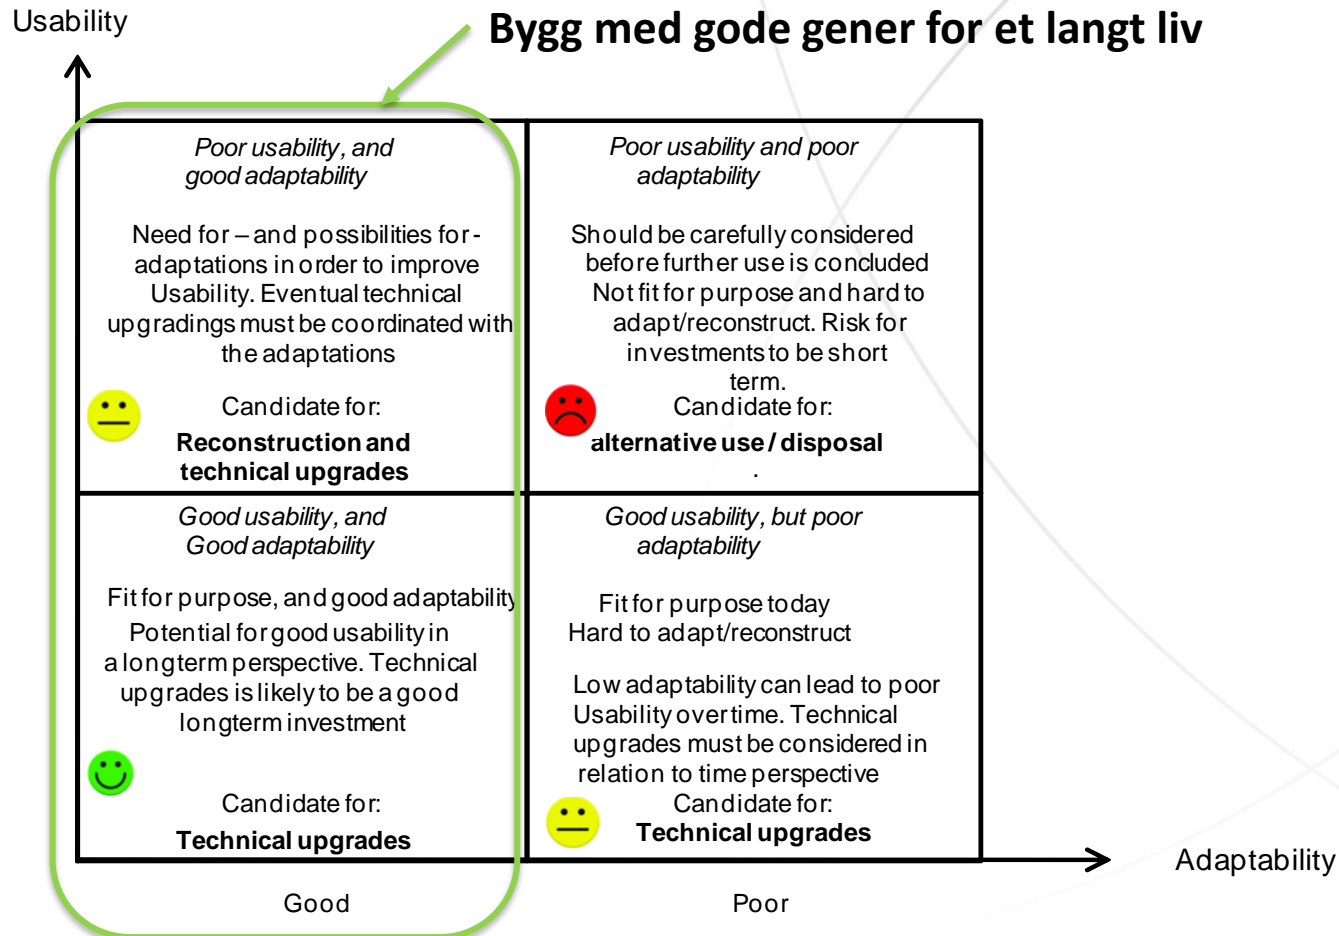 Usability
Bygg med gode gener for et langt liv
Poor usability, and
good adaptability
Need for – and possibilities for -
adaptations in order to improve
Usability. Eventual technical
upgradings must be coordinated with
the adaptations
Candidate for:
Reconstruction and
technical upgrades
Poor usability and poor
adaptability
Should be carefully considered
before further use is concluded
Not fit for purpose and hard to
adapt/reconstruct. Risk for
investments to be short
term.
Candidate for:
alternative use / disposal
.
Good usability, and
Good adaptability
Fit for purpose, and good adaptability
Potential for good usability in
a longterm perspective. Technical
upgrades is likely to be a good
longterm investment
Candidate for:
Technical upgrades
Good usability, but poor
adaptability
Fit for purpose today
Hard to adapt/reconstruct
Low adaptability can lead to poor
Usability over time. Technical
upgrades must be considered in
relation to time perspective
Candidate for:
Technical upgrades
Adaptability
Good
Poor